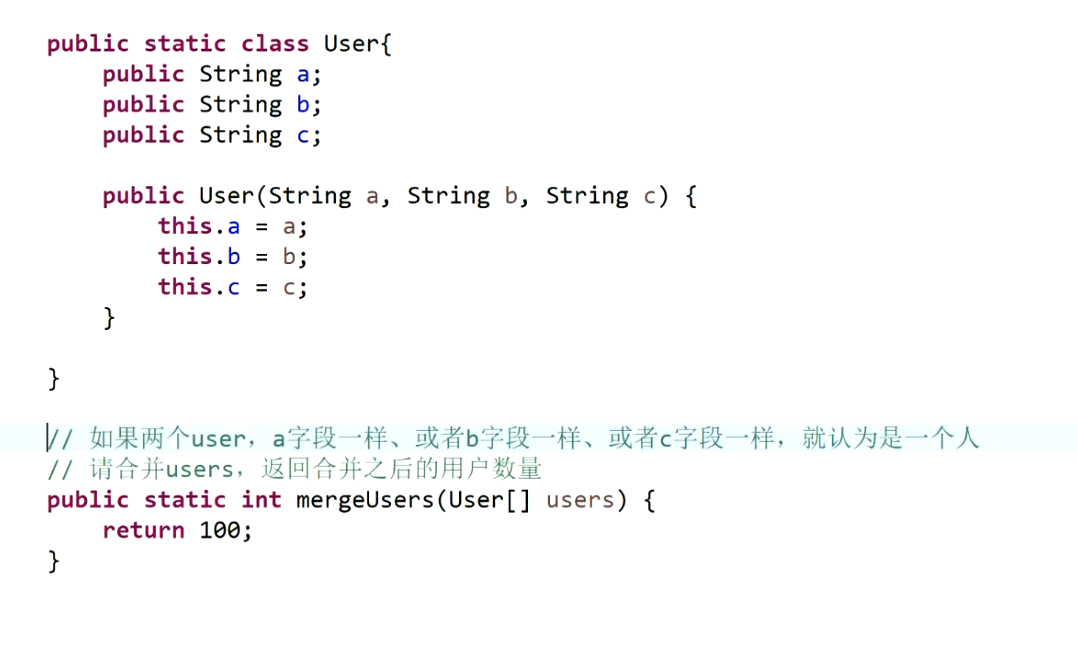 public static class User{
    public String a;
    public String b;
    public String c;

    public User(String a, String b, String c) {
        this.a = a;
        this.b = b;
        this.c = c;
    }

}

// 如果两个user，a字段一样、或者b字段一样、或者c字段一样，就认为是一个人
// 请合并users，返回合并之后的用户数量
public static int mergeUsers(User[] users) {
    return 100;
}